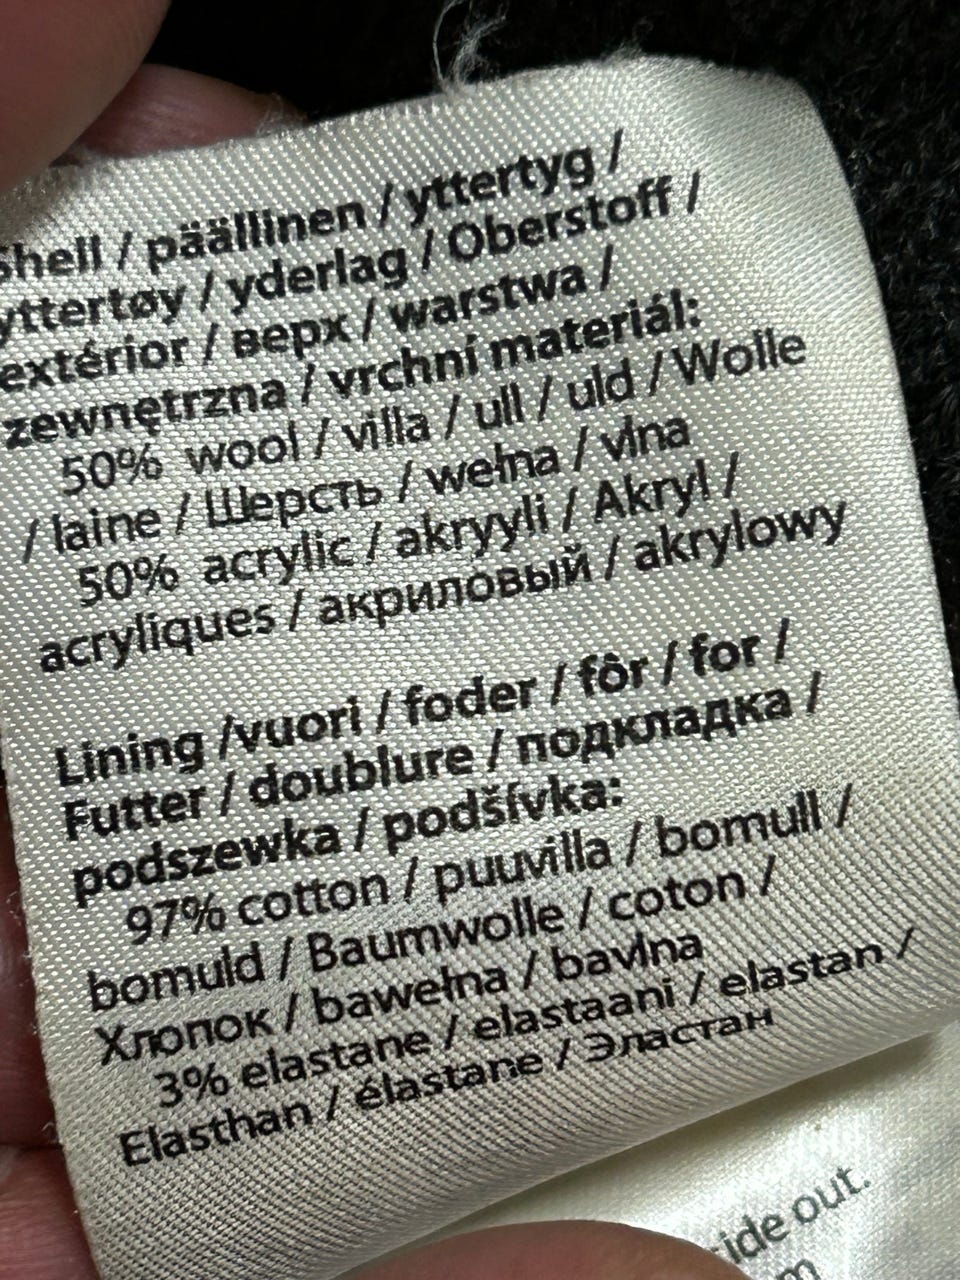 Shell / päällinen / yttertyg /
yttertøy / yderlag / Oberstoff /
extérior / верх / warstwa /
zewnętrzna / vrchní materiál:
50% wool / villa / ull / uld / Wolle
/ laine / Шерсть / wełna / vlna
50% acrylic / akryyli / Akryl /
acryliques / акриловый / akrylowy
Lining /vuori / foder / fôr / for /
Futter / doublure / подкладка /
podszewka / podšívka:
97% cotton / puuvilla / bomull /
bomuld / Baumwolle / coton /
Хлопок / bawełna / bavlna
3% elastane / elastaani / elastan /
Elasthan / élastane / Эластан
out.